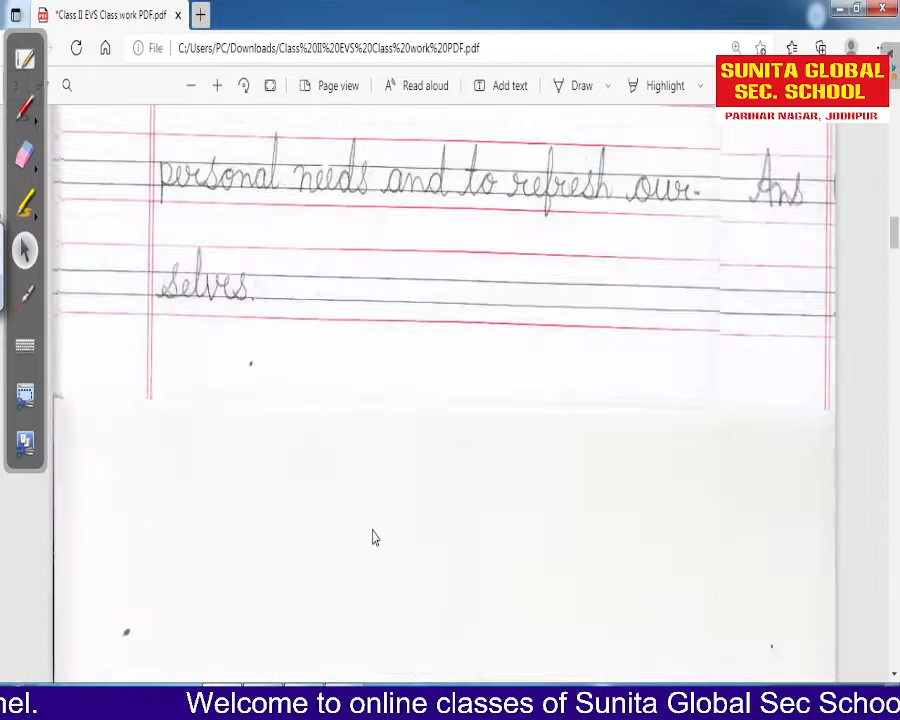 *Class II EVS Class work PDF.pdf
File C:/Users/PC/Downloads/Class%20II%20EVS%20Class%20work%20PDF.pdf
Page view Read aloud Add text Draw Highlight
SUNITA GLOBAL
SEC. SCHOOL
PARIHAR NAGAR, JODHPUR
personal needs and to refresh our- Ans
selves.
nel. Welcome to online classes of Sunita Global Sec Schoo